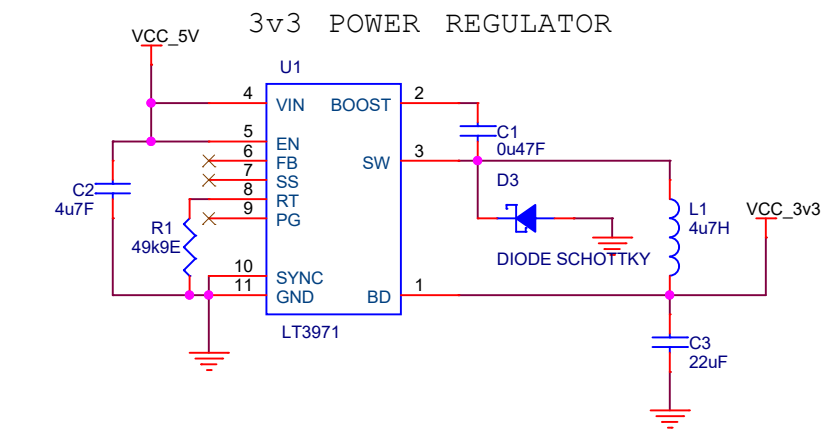 3v3 POWER REGULATOR
VCC_5V
U1
4 VIN
BOOST 2
5 EN
6 FB
7 SS
8 RT
9 PG
SW 3
C1
0u47F
D3
DIODE SCHOTTKY
C2
4u7F
R1
49k9E
L1
4u7H
VCC_3v3
10 SYNC
11 GND
BD 1
LT3971
C3
22uF